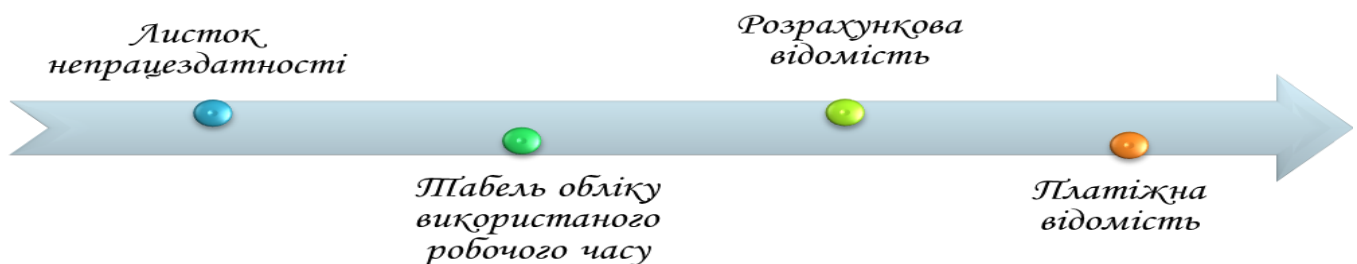 Листок
непрацездатності
Табель обліку
використаного
робочого часу
Розрахункова
відомість
Платіжна
відомість